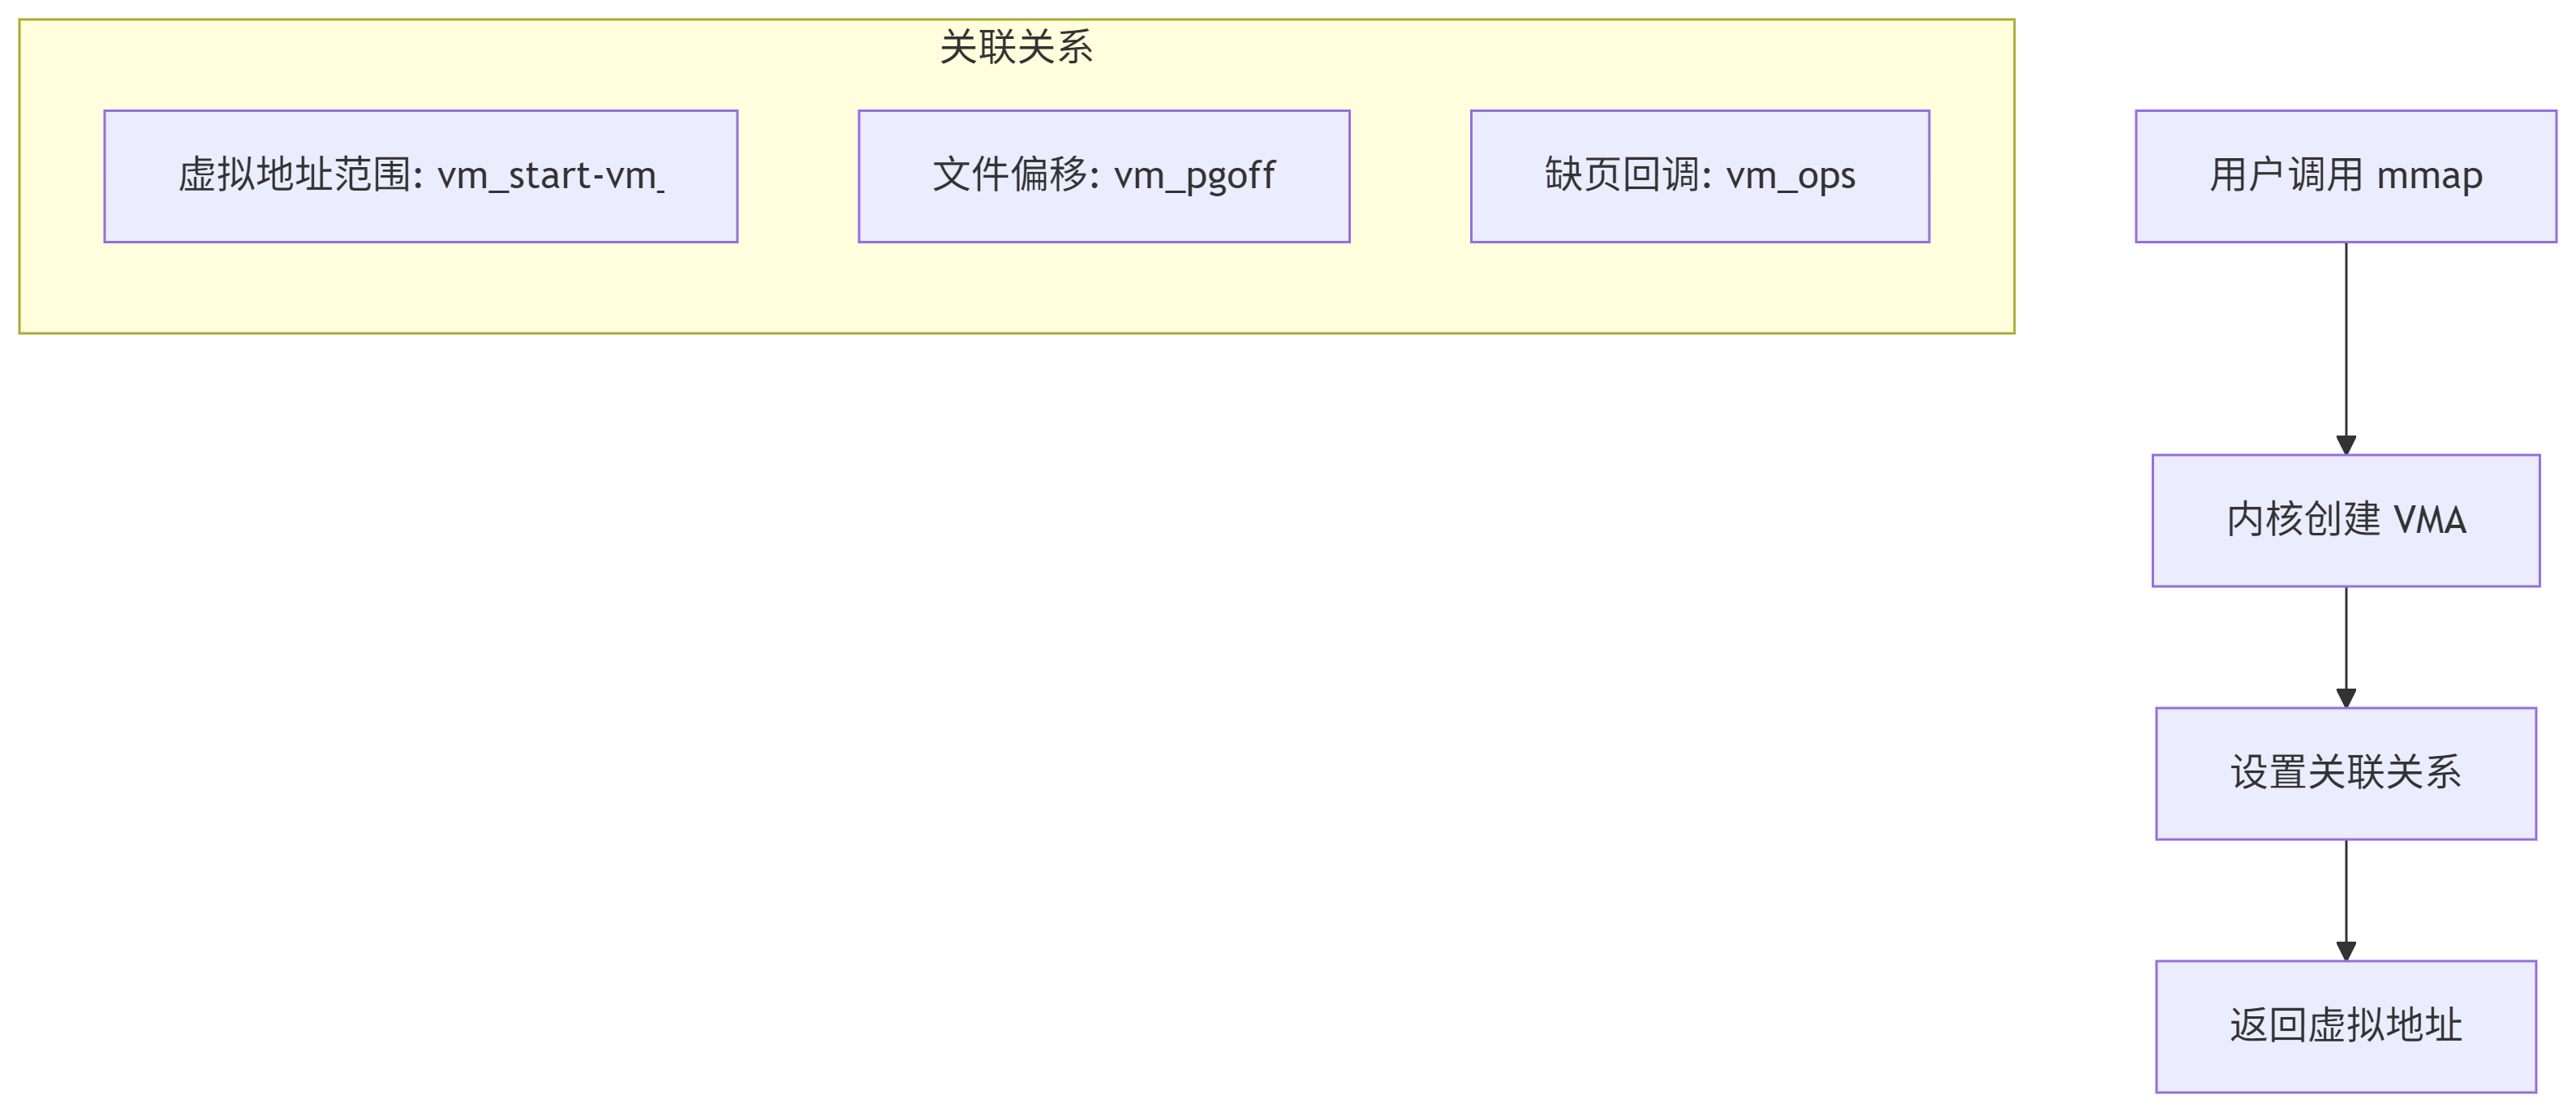 关联关系
虚拟地址范围: vm_start-vm_
文件偏移: vm_pgoff
缺页回调: vm_ops
用户调用 mmap
内核创建 VMA
设置关联关系
返回虚拟地址